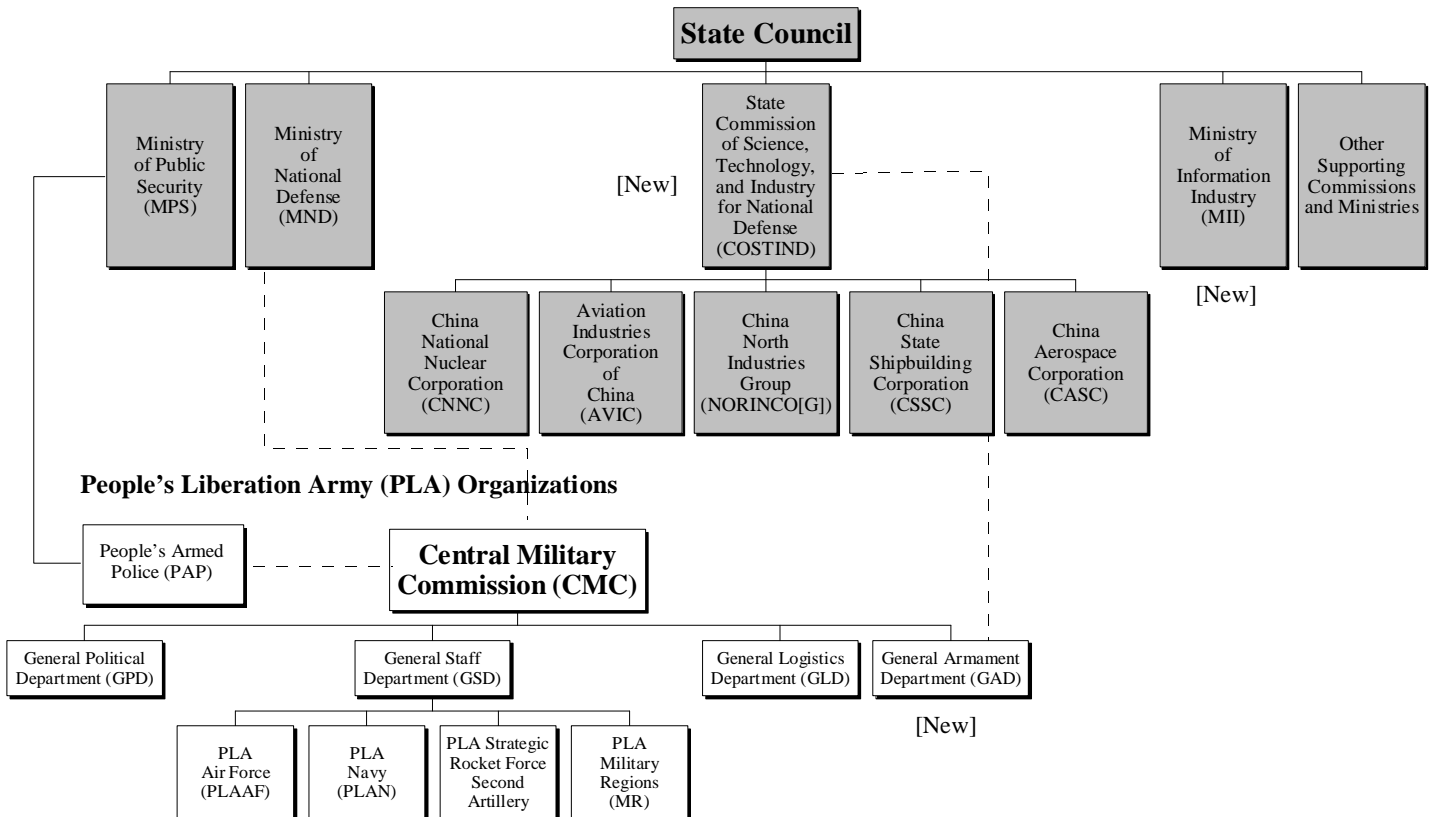 State Council
Ministry
of Public
Security
(MPS)
Ministry
of
National
Defense
(MND)
[New]
State
Commission
of Science,
Technology,
and Industry
for National
Defense
(COSTIND)
Ministry
of
Information
Industry
(MII)
[New]
Other
Supporting
Commissions
and Ministries
China
National
Nuclear
Corporation
(CNNC)
Aviation
Industries
Corporation
of
China
(AVIC)
China
North
Industries
Group
(NORINCO[G])
China
State
Shipbuilding
Corporation
(CSSC)
China
Aerospace
Corporation
(CASC)
People’s Liberation Army (PLA) Organizations
People’s Armed
Police (PAP)
Central Military
Commission (CMC)
General Political
Department (GPD)
General Staff
Department (GSD)
General Logistics
Department (GLD)
General Armament
Department (GAD)
[New]
PLA
Air Force
(PLAAF)
PLA
Navy
(PLAN)
PLA Strategic
Rocket Force
Second
Artillery
PLA
Military
Regions
(MR)